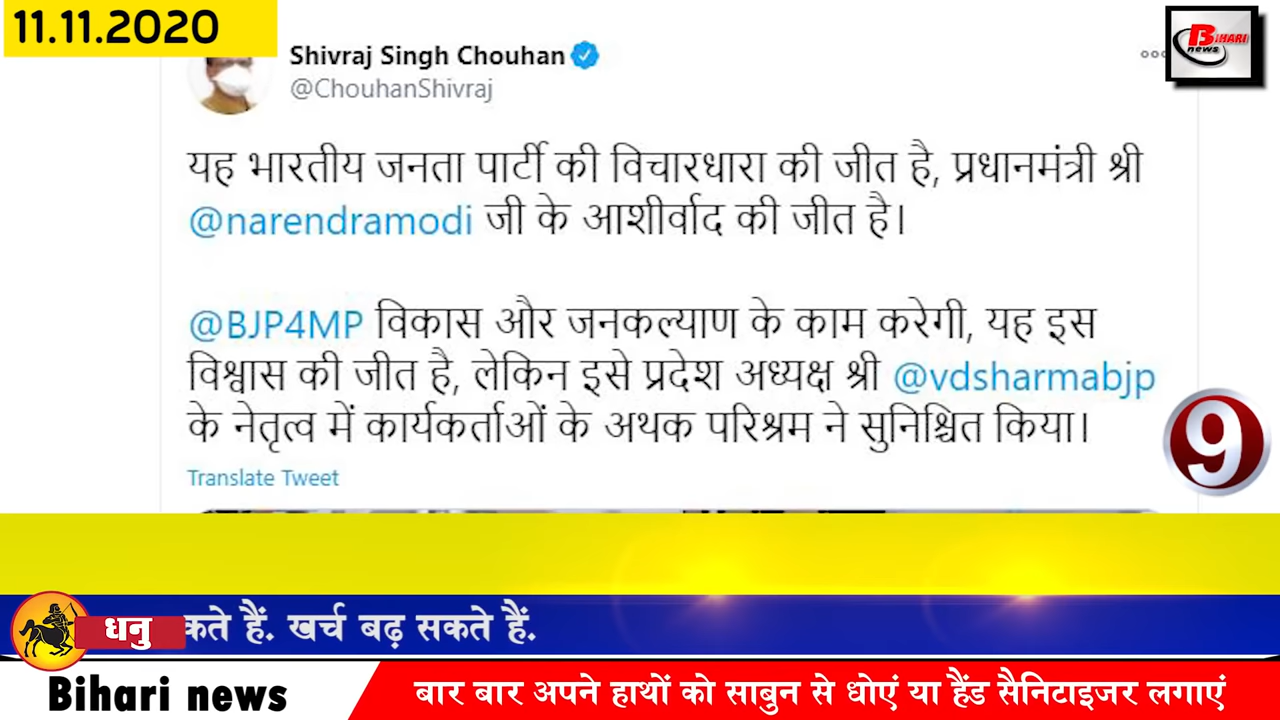 11.11.2020
BIHARI
news
Shivraj Singh Chouhan
@ChouhanShivraj
यह भारतीय जनता पार्टी की विचारधारा की जीत है, प्रधानमंत्री श्री
@narendramodi जी के आशीर्वाद की जीत है।
@BJP4MP विकास और जनकल्याण के काम करेगी, यह इस
विश्वास की जीत है, लेकिन इसे प्रदेश अध्यक्ष श्री @vdsharmabjp
के नेतृत्व में कार्यकर्ताओं के अथक परिश्रम ने सुनिश्चित किया।
Translate Tweet
9
धनु
कते हैं. खर्च बढ़ सकते हैं.
Bihari news
बार बार अपने हाथों को साबुन से धोएं या हैंड सैनिटाइजर लगाएं